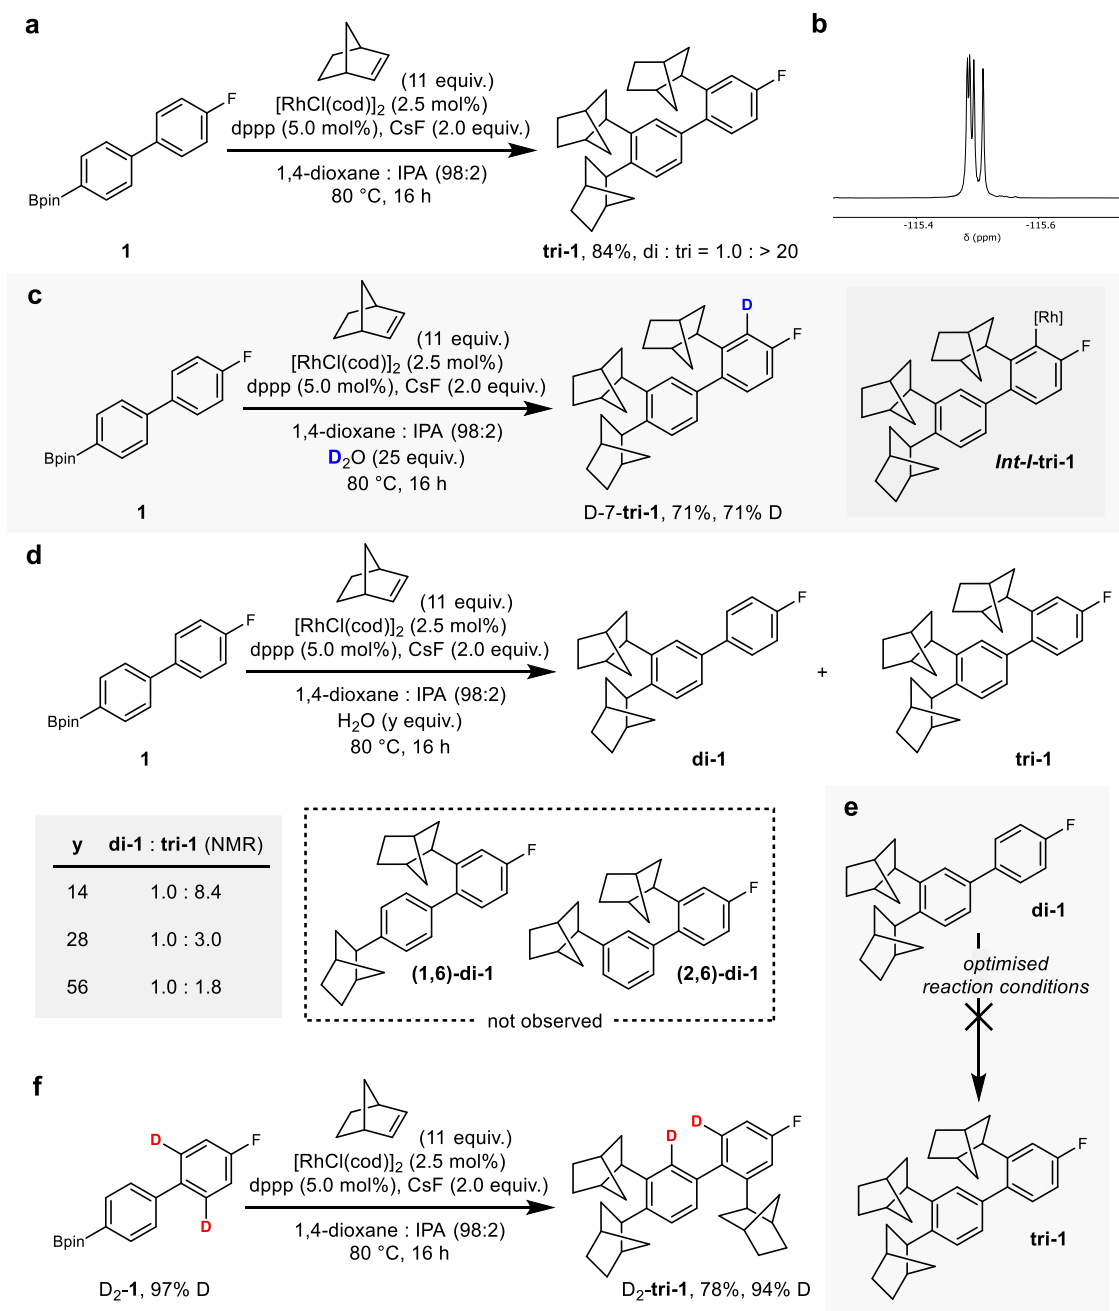 a
(11 equiv.)
[RhCl(cod)]2 (2.5 mol%)
dppp (5.0 mol%), CsF (2.0 equiv.)
1,4-dioxane : IPA (98:2)
80 °C, 16 h
F
Bpin
1
F
tri-1, 84%, di : tri = 1.0 : > 20
b
-115.4
-115.6
δ (ppm)
c
(11 equiv.)
[RhCl(cod)]2 (2.5 mol%)
dppp (5.0 mol%), CsF (2.0 equiv.)
1,4-dioxane : IPA (98:2)
D2O (25 equiv.)
80 °C, 16 h
F
Bpin
1
D
F
D-7-tri-1, 71%, 71% D
[Rh]
F
Int-I-tri-1
d
(11 equiv.)
[RhCl(cod)]2 (2.5 mol%)
dppp (5.0 mol%), CsF (2.0 equiv.)
1,4-dioxane : IPA (98:2)
H2O (y equiv.)
80 °C, 16 h
F
Bpin
1
F
di-1
+
F
tri-1
y di-1 : tri-1 (NMR)
14 1.0 : 8.4
28 1.0 : 3.0
56 1.0 : 1.8
F
(1,6)-di-1
F
(2,6)-di-1
not observed
e
F
di-1
optimised
reaction conditions
F
tri-1
f
D
F
D
Bpin
D2-1, 97% D
(11 equiv.)
[RhCl(cod)]2 (2.5 mol%)
dppp (5.0 mol%), CsF (2.0 equiv.)
1,4-dioxane : IPA (98:2)
80 °C, 16 h
D
D
F
D2-tri-1, 78%, 94% D